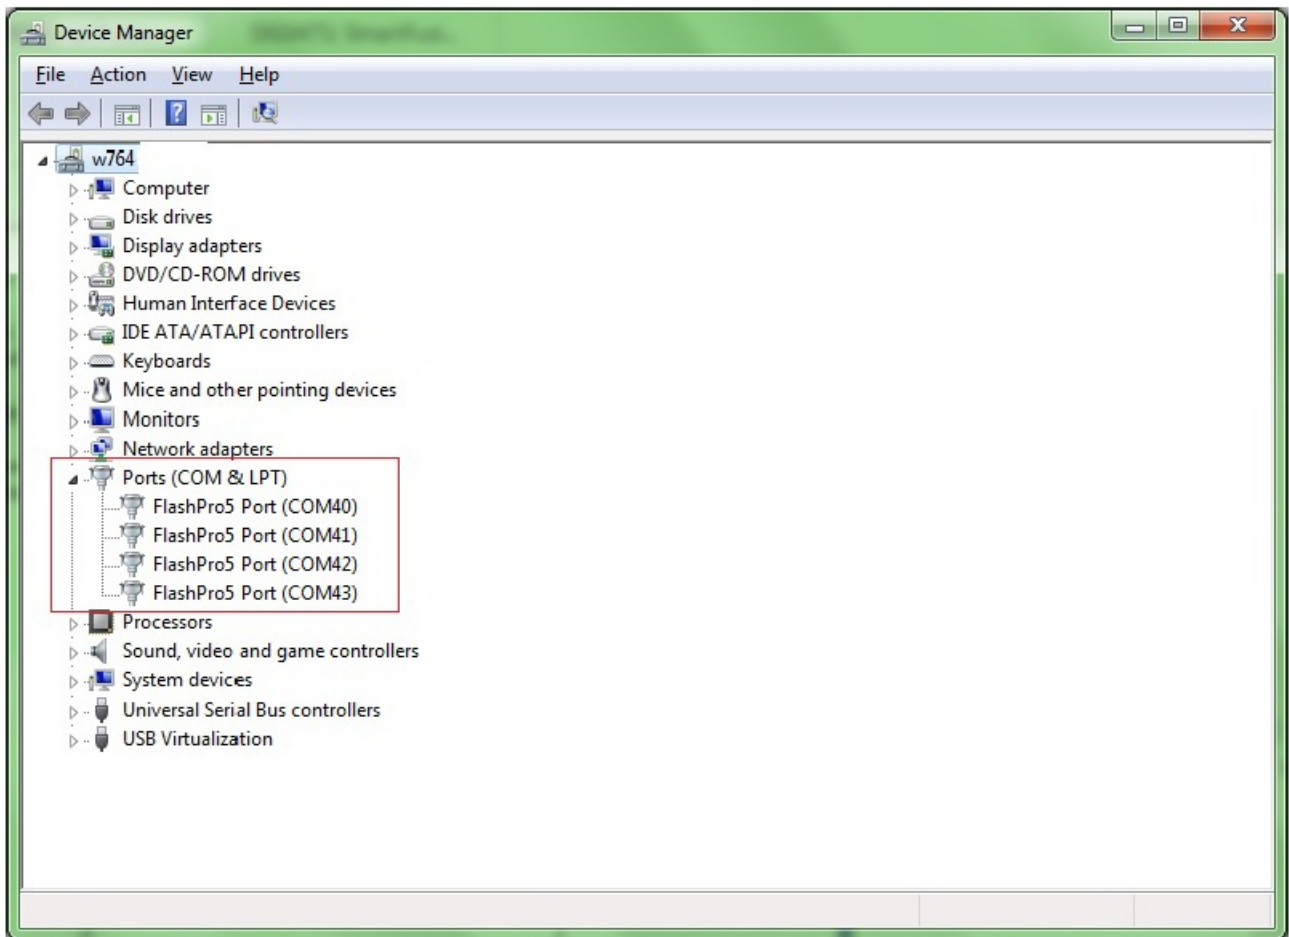 Device Manager
File Action View Help
w764
Computer
Disk drives
Display adapters
DVD/CD-ROM drives
Human Interface Devices
IDE ATA/ATAPI controllers
Keyboards
Mice and other pointing devices
Monitors
Network adapters
Ports (COM & LPT)
FlashPro5 Port (COM40)
FlashPro5 Port (COM41)
FlashPro5 Port (COM42)
FlashPro5 Port (COM43)
Processors
Sound, video and game controllers
System devices
Universal Serial Bus controllers
USB Virtualization